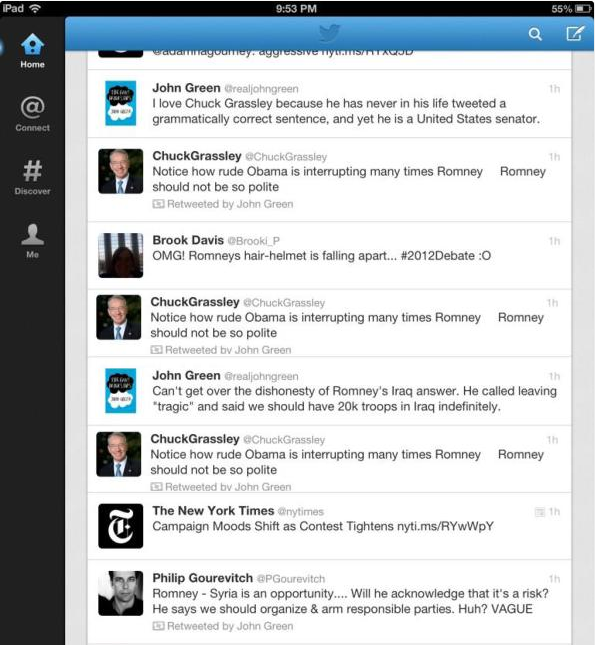 iPad 9:53 PM 55%
@adamnagourney: aggressive nyti.ms/
Home
John Green @realjohngreen 1h
I love Chuck Grassley because he has never in his life tweeted a
grammatically correct sentence, and yet he is a United States senator.
Connect
ChuckGrassley @ChuckGrassley 1h
Notice how rude Obama is interrupting many times Romney Romney
should not be so polite
Retweeted by John Green
Discover
Brook Davis @Brooki_P 1h
OMG! Romneys hair-helmet is falling apart... #2012Debate :O
Me
ChuckGrassley @ChuckGrassley 1h
Notice how rude Obama is interrupting many times Romney Romney
should not be so polite
Retweeted by John Green
John Green @realjohngreen 1h
Can't get over the dishonesty of Romney's Iraq answer. He called leaving
"tragic" and said we should have 20k troops in Iraq indefinitely.
ChuckGrassley @ChuckGrassley 1h
Notice how rude Obama is interrupting many times Romney Romney
should not be so polite
Retweeted by John Green
The New York Times @nytimes 1h
Campaign Moods Shift as Contest Tightens nyti.ms/RYwWpY
Philip Gourevitch @PGourevitch 1h
Romney - Syria is an opportunity.... Will he acknowledge that it's a risk?
He says we should organize & arm responsible parties. Huh? VAGUE
Retweeted by John Green